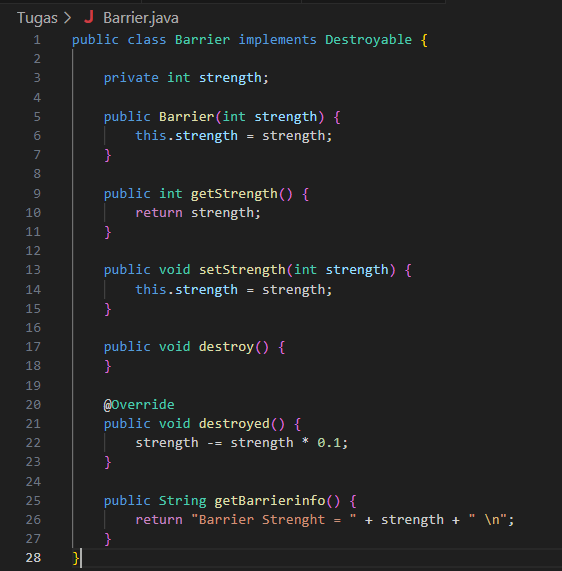 Tugas > J Barrier.java
1 public class Barrier implements Destroyable {
2
3     private int strength;
4
5     public Barrier(int strength) {
6         this.strength = strength;
7     }
8
9     public int getStrength() {
10         return strength;
11     }
12
13     public void setStrength(int strength) {
14         this.strength = strength;
15     }
16
17     public void destroy() {
18     }
19
20     @Override
21     public void destroyed() {
22         strength -= strength * 0.1;
23     }
24
25     public String getBarrierinfo() {
26         return "Barrier Strenght = " + strength + " \n";
27     }
28 }